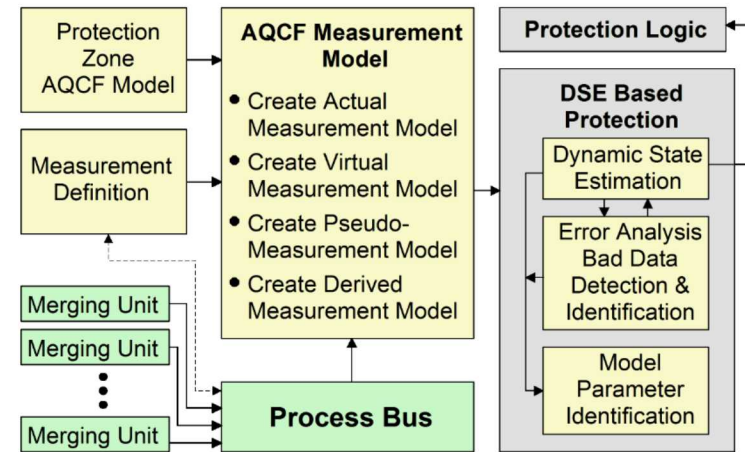 Protection
Zone
AQCF Model
Measurement
Definition
Merging Unit
Merging Unit
Merging Unit
AQCF Measurement
Model
• Create Actual
Measurement Model
• Create Virtual
Measurement Model
• Create Pseudo-
Measurement Model
• Create Derived
Measurement Model
Process Bus
Protection Logic
DSE Based
Protection
Dynamic State
Estimation
Error Analysis
Bad Data
Detection &
Identification
Model
Parameter
Identification